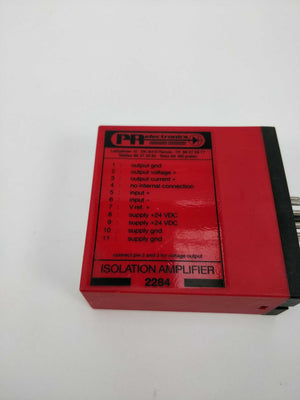 PR electronics
1 : output gnd
2 : output voltage +
3 : output current +
4 : no internal connection
5 : input +
6 : input -
7 : Vref. +
8 : supply +24 VDC
9 : supply +24 VDC
10 : supply gnd
11 : supply gnd
connect pin 2 and 3 for voltage output
ISOLATION AMPLIFIER
2284